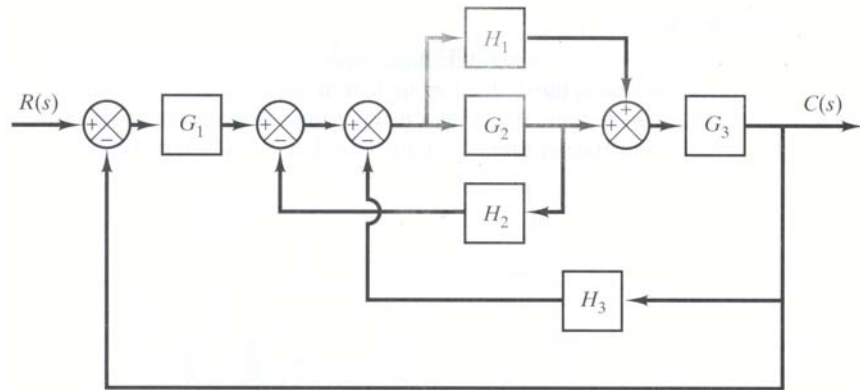 H₁
R(s)
C(s)
+
−
G₁
+
−
+
−
G₂
+
+
G₃
H₂
H₃